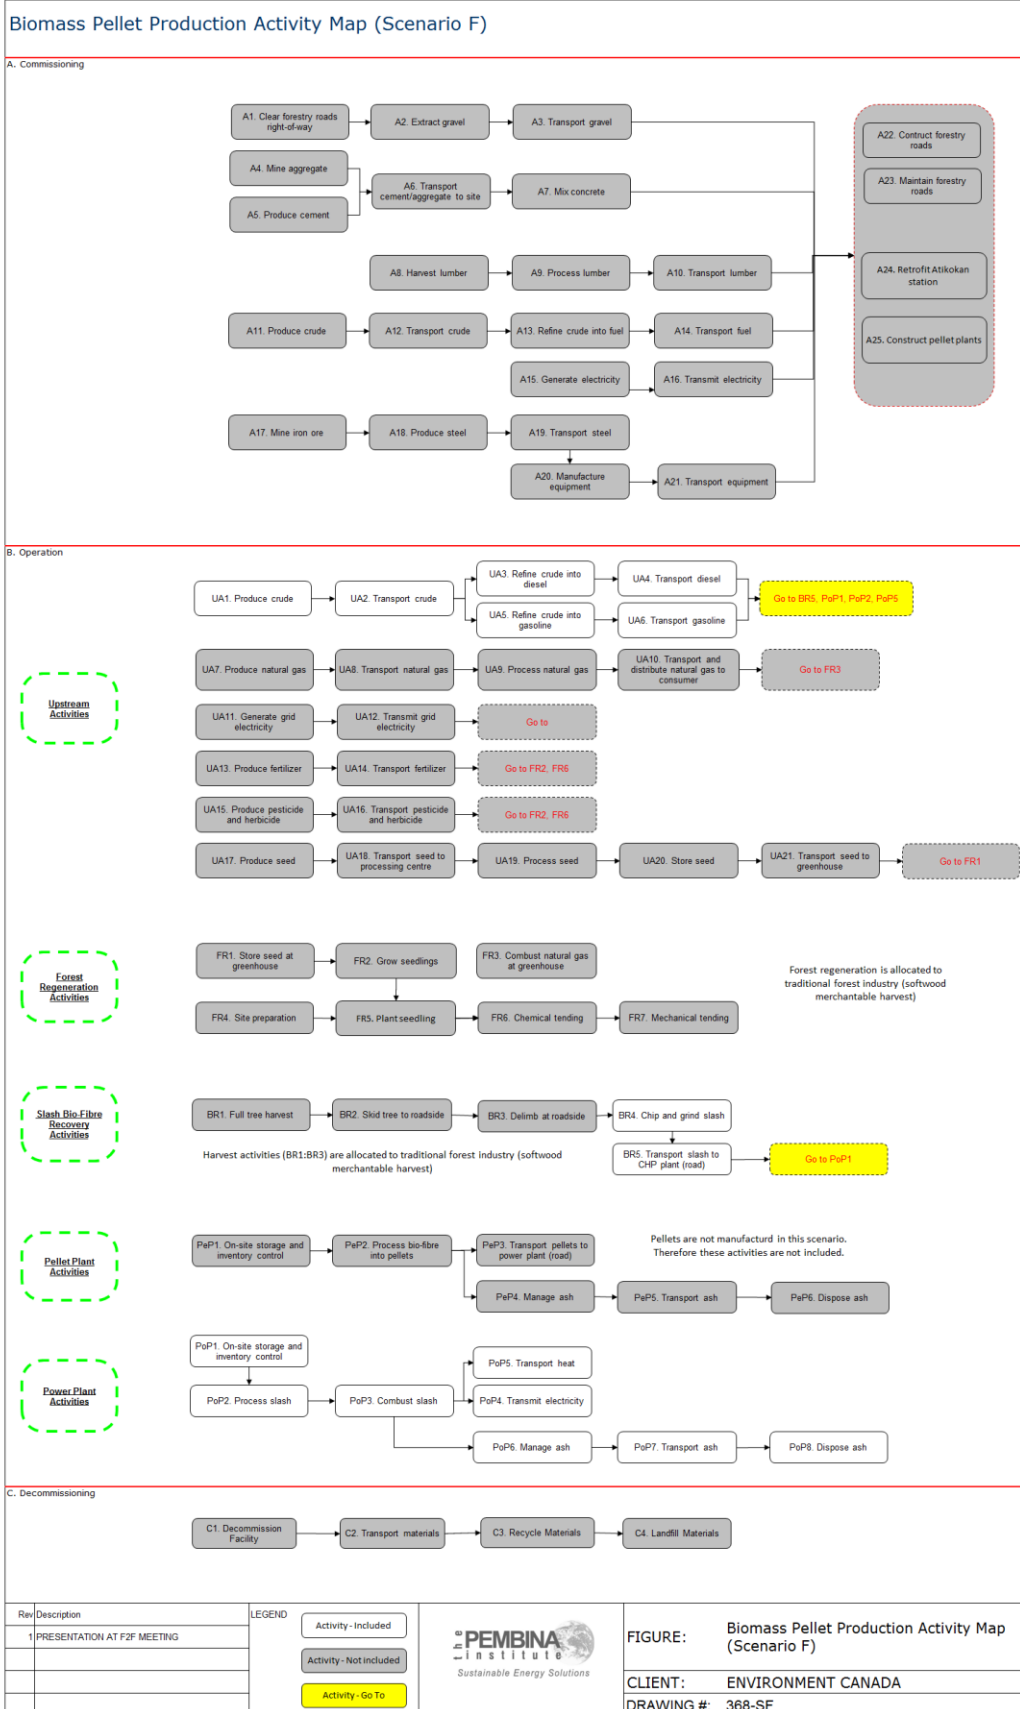 Biomass Pellet Production Activity Map (Scenario F)
A. Commissioning
A1. Clear forestry roads
right-of-way
A2. Extract gravel
A3. Transport gravel
A22. Contruct forestry
roads
A4. Mine aggregate
A23. Maintain forestry
roads
A6. Transport
cement/aggregate to site
A7. Mix concrete
A5. Produce cement
A8. Harvest lumber
A9. Process lumber
A10. Transport lumber
A24. Retrofit Atikokan
station
A11. Produce crude
A12. Transport crude
A13. Refine crude into fuel
A14. Transport fuel
A25. Construct pellet plants
A15. Generate electricity
A16. Transmit electricity
A17. Mine iron ore
A18. Produce steel
A19. Transport steel
A20. Manufacture
equipment
A21. Transport equipment
B. Operation
UA1. Produce crude
UA2. Transport crude
UA3. Refine crude into
diesel
UA4. Transport diesel
Go to BR5, PoP1, PoP2, PoP5
UA5. Refine crude into
gasoline
UA6. Transport gasoline
Upstream
Activities
UA7. Produce natural gas
UA8. Transport natural gas
UA9. Process natural gas
UA10. Transport and
distribute natural gas to
consumer
Go to FR3
UA11. Generate grid
electricity
UA12. Transmit grid
electricity
Go to
UA13. Produce fertilizer
UA14. Transport fertilizer
Go to FR2, FR6
UA15. Produce pesticide
and herbicide
UA16. Transport pesticide
and herbicide
Go to FR2, FR6
UA17. Produce seed
UA18. Transport seed to
processing centre
UA19. Process seed
UA20. Store seed
UA21. Transport seed to
greenhouse
Go to FR1
Forest
Regeneration
Activities
FR1. Store seed at
greenhouse
FR2. Grow seedlings
FR3. Combust natural gas
at greenhouse
Forest regeneration is allocated to
traditional forest industry (softwood
merchantable harvest)
FR4. Site preparation
FR5. Plant seedling
FR6. Chemical tending
FR7. Mechanical tending
Slash Bio-Fibre
Recovery
Activities
BR1. Full tree harvest
BR2. Skid tree to roadside
BR3. Delimb at roadside
BR4. Chip and grind slash
Harvest activities (BR1:BR3) are allocated to traditional forest industry (softwood
merchantable harvest)
BR5. Transport slash to
CHP plant (road)
Go to PoP1
Pellet Plant
Activities
PeP1. On-site storage and
inventory control
PeP2. Process bio-fibre
into pellets
PeP3. Transport pellets to
power plant (road)
Pellets are not manufacturd in this scenario.
Therefore these activities are not included.
PeP4. Manage ash
PeP5. Transport ash
PeP6. Dispose ash
Power Plant
Activities
PoP1. On-site storage and
inventory control
PoP5. Transport heat
PoP2. Process slash
PoP3. Combust slash
PoP4. Transmit electricity
PoP6. Manage ash
PoP7. Transport ash
PoP8. Dispose ash
C. Decommissioning
C1. Decommission
Facility
C2. Transport materials
C3. Recycle Materials
C4. Landfill Materials
Rev Description
1 PRESENTATION AT F2F MEETING
LEGEND
Activity - Included
Activity - Not included
Activity - Go To
the PEMBINA
institute
Sustainable Energy Solutions
FIGURE: Biomass Pellet Production Activity Map
(Scenario F)
CLIENT: ENVIRONMENT CANADA
DRAWING #: 368-SF